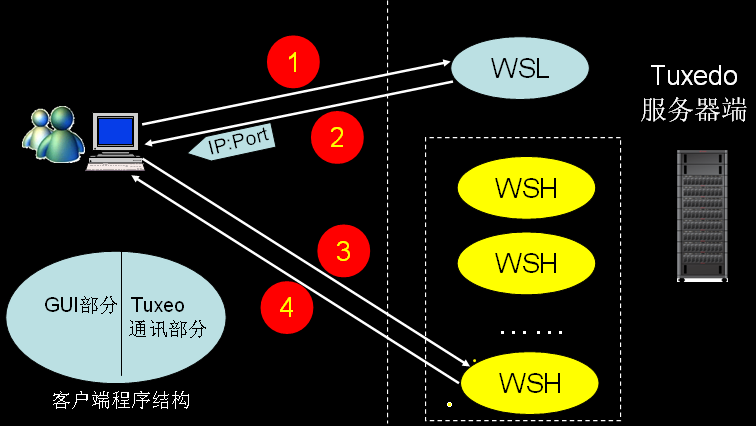 1
WSL
Tuxedo
服务器端
2
IP:Port
WSH
WSH
3
4
GUI部分
Tuxeo
通讯部分
……
WSH
客户端程序结构